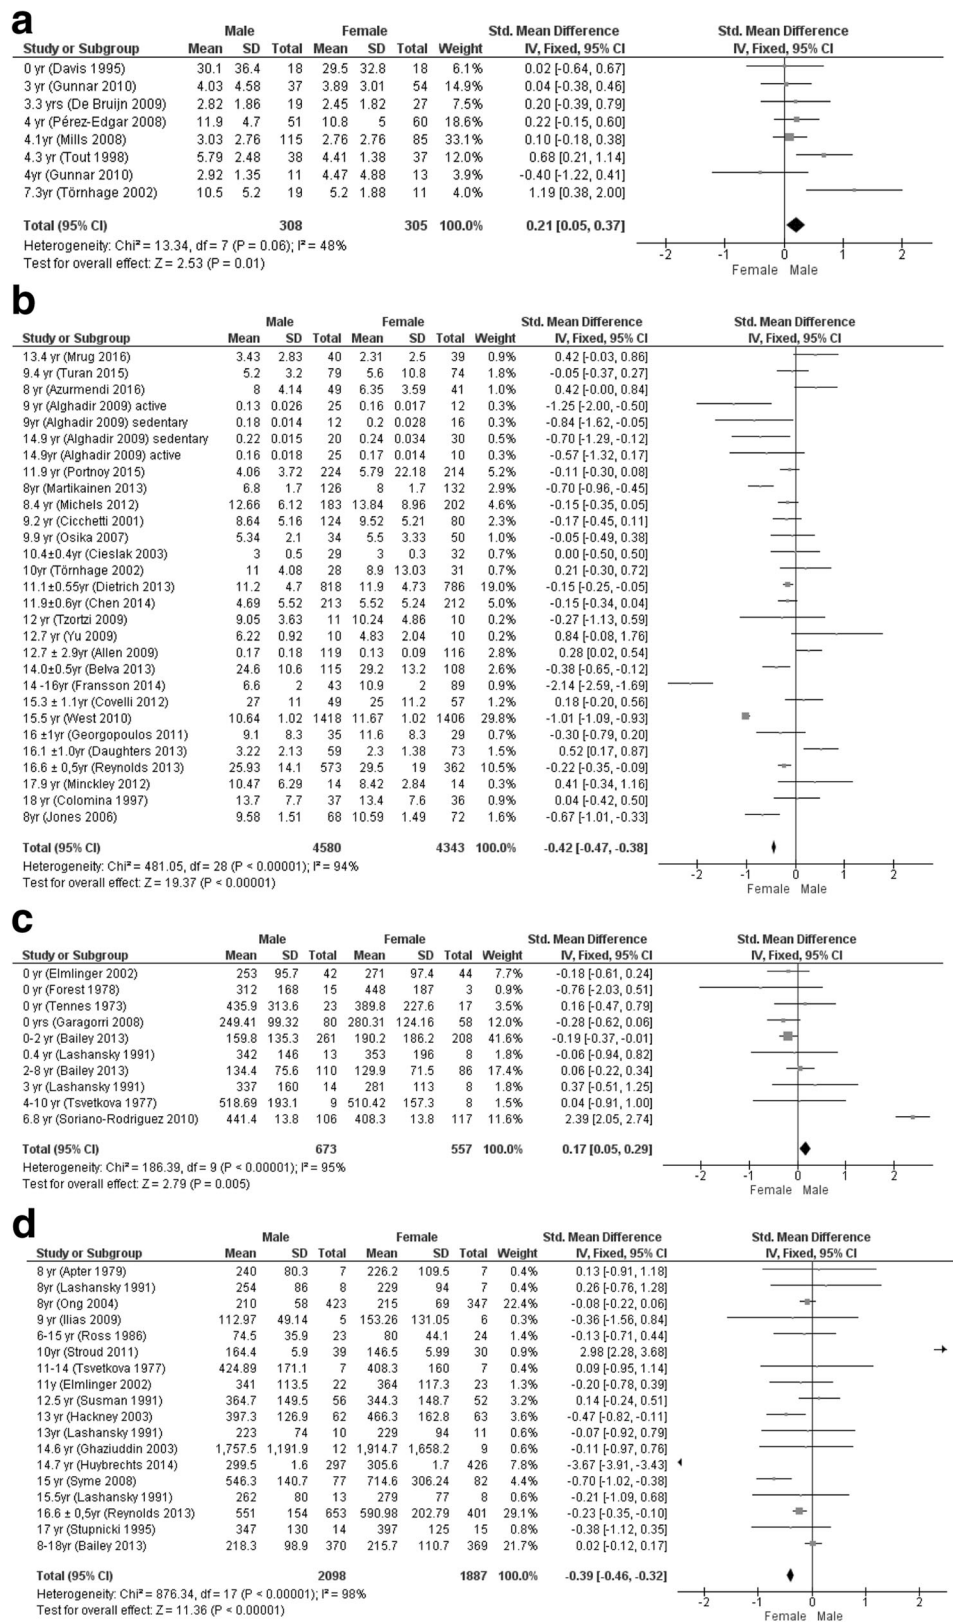 a
Male Female Std. Mean Difference Std. Mean Difference
Study or Subgroup Mean SD Total Mean SD Total Weight IV, Fixed, 95% CI IV, Fixed, 95% CI
0 yr (Davis 1995) 30.1 36.4 18 29.5 32.8 18 6.1% 0.02 [-0.64, 0.67]
3 yr (Gunnar 2010) 4.03 4.58 37 3.89 3.01 54 14.9% 0.04 [-0.38, 0.46]
3.3 yrs (De Bruijn 2009) 2.82 1.86 19 2.45 1.82 27 7.5% 0.20 [-0.39, 0.79]
4 yr (Pérez-Edgar 2008) 11.9 4.7 51 10.8 5 60 18.6% 0.22 [-0.15, 0.60]
4.1yr (Mills 2008) 3.03 2.76 115 2.76 2.76 85 33.1% 0.10 [-0.18, 0.38]
4.3 yr (Tout 1998) 5.79 2.48 38 4.41 1.38 37 12.0% 0.68 [0.21, 1.14]
4yr (Gunnar 2010) 2.92 1.35 11 4.47 4.88 13 3.9% -0.40 [-1.22, 0.41]
7.3yr (Törnhage 2002) 10.5 5.2 19 5.2 1.88 11 4.0% 1.19 [0.38, 2.00]
Total (95% CI) 308 305 100.0% 0.21 [0.05, 0.37]
Heterogeneity: Chi² = 13.34, df = 7 (P = 0.06); I² = 48%
Test for overall effect: Z = 2.53 (P = 0.01)
-2 -1 0 1 2
Female Male
b
Male Female Std. Mean Difference Std. Mean Difference
Study or Subgroup Mean SD Total Mean SD Total Weight IV, Fixed, 95% CI IV, Fixed, 95% CI
13.4 yr (Mrug 2016) 3.43 2.83 40 2.31 2.5 39 0.9% 0.42 [-0.03, 0.86]
9.4 yr (Turan 2015) 5.2 3.2 79 5.6 10.8 74 1.8% -0.05 [-0.37, 0.27]
8 yr (Azurmendi 2016) 8 4.14 49 6.35 3.59 41 1.0% 0.42 [-0.00, 0.84]
9 yr (Alghadir 2009) active 0.13 0.026 25 0.16 0.017 12 0.3% -1.25 [-2.00, -0.50]
9yr (Alghadir 2009) sedentary 0.18 0.014 12 0.2 0.028 16 0.3% -0.84 [-1.62, -0.05]
14.9 yr (Alghadir 2009) sedentary 0.22 0.015 20 0.24 0.034 30 0.5% -0.70 [-1.29, -0.12]
14.9yr (Alghadir 2009) active 0.16 0.018 25 0.17 0.014 10 0.3% -0.57 [-1.32, 0.17]
11.9 yr (Portnoy 2015) 4.06 3.72 224 5.79 22.18 214 5.2% -0.11 [-0.30, 0.08]
8yr (Martikainen 2013) 6.8 1.7 126 8 1.7 132 2.9% -0.70 [-0.96, -0.45]
8.4 yr (Michels 2012) 12.66 6.12 183 13.84 8.96 202 4.6% -0.15 [-0.35, 0.05]
9.2 yr (Cicchetti 2001) 8.64 5.16 124 9.52 5.21 80 2.3% -0.17 [-0.45, 0.11]
9.9 yr (Osika 2007) 5.34 2.1 34 5.5 3.33 50 1.0% -0.05 [-0.49, 0.38]
10.4±0.4yr (Cieslak 2003) 3 0.5 29 3 0.3 32 0.7% 0.00 [-0.50, 0.50]
10yr (Törnhage 2002) 11 4.08 28 8.9 13.03 31 0.7% 0.21 [-0.30, 0.72]
11.1±0.55yr (Dietrich 2013) 11.2 4.7 818 11.9 4.73 786 19.0% -0.15 [-0.25, -0.05]
11.9±0.6yr (Chen 2014) 4.69 5.52 213 5.52 5.24 212 5.0% -0.15 [-0.34, 0.04]
12 yr (Tzortzi 2009) 9.05 3.63 11 10.24 4.86 10 0.2% -0.27 [-1.13, 0.59]
12.7 yr (Yu 2009) 6.22 0.92 10 4.83 2.04 10 0.2% 0.84 [-0.08, 1.76]
12.7 ± 2.9yr (Allen 2009) 0.17 0.18 119 0.13 0.09 116 2.8% 0.28 [0.02, 0.54]
14.0±0.5yr (Belva 2013) 24.6 10.6 115 29.2 13.2 108 2.6% -0.38 [-0.65, -0.12]
14 -16yr (Fransson 2014) 6.6 2 43 10.9 2 89 0.9% -2.14 [-2.59, -1.69]
15.3 ± 1.1yr (Covelli 2012) 27 11 49 25 11.2 57 1.2% 0.18 [-0.20, 0.56]
15.5 yr (West 2010) 10.64 1.02 1418 11.67 1.02 1406 29.8% -1.01 [-1.09, -0.93]
16 ±1yr (Georgopoulos 2011) 9.1 8.3 35 11.6 8.3 29 0.7% -0.30 [-0.79, 0.20]
16.1 ±1.0yr (Daughters 2013) 3.22 2.13 59 2.3 1.38 73 1.5% 0.52 [0.17, 0.87]
16.6 ± 0,5yr (Reynolds 2013) 25.93 14.1 573 29.5 19 362 10.5% -0.22 [-0.35, -0.09]
17.9 yr (Minckley 2012) 10.47 6.29 14 8.42 2.84 14 0.3% 0.41 [-0.34, 1.16]
18 yr (Colomina 1997) 13.7 7.7 37 13.4 7.6 36 0.9% 0.04 [-0.42, 0.50]
8yr (Jones 2006) 9.58 1.51 68 10.59 1.49 72 1.6% -0.67 [-1.01, -0.33]
Total (95% CI) 4580 4343 100.0% -0.42 [-0.47, -0.38]
Heterogeneity: Chi² = 481.05, df = 28 (P < 0.00001); I² = 94%
Test for overall effect: Z = 19.37 (P < 0.00001)
-2 -1 0 1 2
Female Male
c
Male Female Std. Mean Difference Std. Mean Difference
Study or Subgroup Mean SD Total Mean SD Total Weight IV, Fixed, 95% CI IV, Fixed, 95% CI
0 yr (Elmlinger 2002) 253 95.7 42 271 97.4 44 7.7% -0.18 [-0.61, 0.24]
0 yr (Forest 1978) 312 168 15 448 187 3 0.9% -0.76 [-2.03, 0.51]
0 yr (Tennes 1973) 435.9 313.6 23 389.8 227.6 17 3.5% 0.16 [-0.47, 0.79]
0 yrs (Garagorri 2008) 249.41 99.32 80 280.31 124.16 58 12.0% -0.28 [-0.62, 0.06]
0-2 yr (Bailey 2013) 159.8 135.3 261 190.2 186.2 208 41.6% -0.19 [-0.37, -0.01]
0.4 yr (Lashansky 1991) 342 146 13 353 196 8 1.8% -0.06 [-0.94, 0.82]
2-8 yr (Bailey 2013) 134.4 75.6 110 129.9 71.5 86 17.4% 0.06 [-0.22, 0.34]
3 yr (Lashansky 1991) 337 160 14 281 113 8 1.8% 0.37 [-0.51, 1.25]
4-10 yr (Tsvetkova 1977) 518.69 193.1 9 510.42 157.3 8 1.5% 0.04 [-0.91, 1.00]
6.8 yr (Soriano-Rodriguez 2010) 441.4 13.8 106 408.3 13.8 117 11.6% 2.39 [2.05, 2.74]
Total (95% CI) 673 557 100.0% 0.17 [0.05, 0.29]
Heterogeneity: Chi² = 186.39, df = 9 (P < 0.00001); I² = 95%
Test for overall effect: Z = 2.79 (P = 0.005)
-2 -1 0 1 2
Female Male
d
Male Female Std. Mean Difference Std. Mean Difference
Study or Subgroup Mean SD Total Mean SD Total Weight IV, Fixed, 95% CI IV, Fixed, 95% CI
8 yr (Apter 1979) 240 80.3 7 226.2 109.5 7 0.4% 0.13 [-0.91, 1.18]
8yr (Lashansky 1991) 254 86 8 229 94 7 0.4% 0.26 [-0.76, 1.28]
8yr (Ong 2004) 210 58 423 215 69 347 22.4% -0.08 [-0.22, 0.06]
9 yr (Ilias 2009) 112.97 49.14 5 153.26 131.05 6 0.3% -0.36 [-1.56, 0.84]
6-15 yr (Ross 1986) 74.5 35.9 23 80 44.1 24 1.4% -0.13 [-0.71, 0.44]
10yr (Stroud 2011) 164.4 5.9 39 146.5 5.99 30 0.9% 2.98 [2.28, 3.68]
11-14 (Tsvetkova 1977) 424.89 171.1 7 408.3 160 7 0.4% 0.09 [-0.95, 1.14]
11y (Elmlinger 2002) 341 113.5 22 364 117.3 23 1.3% -0.20 [-0.78, 0.39]
12.5 yr (Susman 1991) 364.7 149.5 56 344.3 148.7 52 3.1% 0.14 [-0.24, 0.51]
13 yr (Hackney 2003) 397.3 126.9 62 466.3 162.8 63 3.6% -0.47 [-0.82, -0.11]
13yr (Lashansky 1991) 223 74 10 229 94 11 0.6% -0.07 [-0.92, 0.79]
14.6 yr (Ghaziuddin 2003) 1,757.5 1,191.9 12 1,914.7 1,658.2 9 0.6% -0.11 [-0.97, 0.76]
14.7 yr (Huybrechts 2014) 299.5 1.6 297 305.6 1.7 426 7.4% -3.67 [-3.91, -3.43]
15 yr (Syme 2008) 546.3 140.7 77 714.6 306.24 82 4.4% -0.70 [-1.02, -0.38]
15.5yr (Lashansky 1991) 262 80 13 279 77 8 0.6% -0.21 [-1.09, 0.68]
16.6 ± 0,5yr (Reynolds 2013) 551 154 653 590.98 202.79 401 29.1% -0.23 [-0.35, -0.10]
17 yr (Stupnicki 1995) 347 130 14 397 125 15 0.8% -0.38 [-1.12, 0.35]
8-18yr (Bailey 2013) 218.3 98.9 370 215.7 110.7 369 21.7% 0.02 [-0.12, 0.17]
Total (95% CI) 2098 1887 100.0% -0.39 [-0.46, -0.32]
Heterogeneity: Chi² = 876.34, df = 17 (P < 0.00001); I² = 98%
Test for overall effect: Z = 11.36 (P < 0.00001)
-2 -1 0 1 2
Female Male